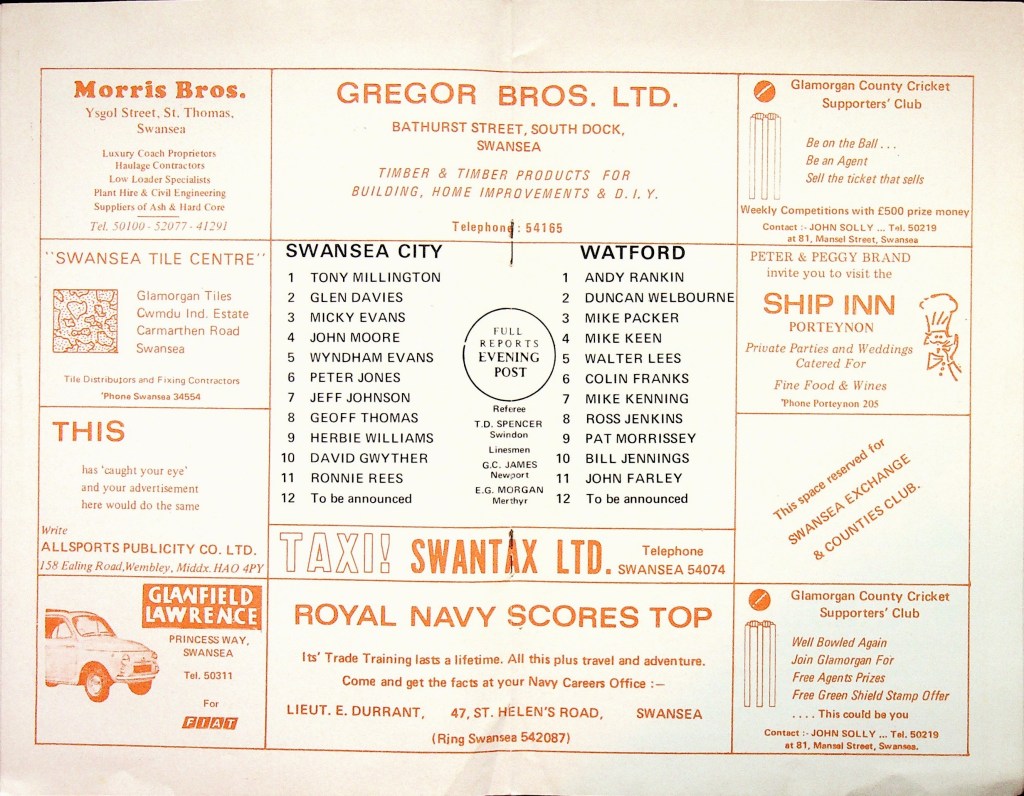 Morris Bros.
Ysgol Street, St. Thomas,
Swansea
Luxury Coach Proprietors
Haulage Contractors
Low Loader Specialists
Plant Hire & Civil Engineering
Suppliers of Ash & Hard Core
Tel. 50100 - 52077 - 41291
GREGOR BROS. LTD.
BATHURST STREET, SOUTH DOCK,
SWANSEA
TIMBER & TIMBER PRODUCTS FOR
BUILDING, HOME IMPROVEMENTS & D.I.Y.
Telephone : 54165
Glamorgan County Cricket
Supporters' Club
Be on the Ball . . .
Be an Agent
Sell the ticket that sells
Weekly Competitions with £500 prize money
Contact :- JOHN SOLLY ... Tel. 50219
at 81, Mansel Street, Swansea
"SWANSEA TILE CENTRE"
Glamorgan Tiles
Cwmdu Ind. Estate
Carmarthen Road
Swansea
Tile Distributors and Fixing Contractors
'Phone Swansea 34554
SWANSEA CITY
1 TONY MILLINGTON
2 GLEN DAVIES
3 MICKY EVANS
4 JOHN MOORE
5 WYNDHAM EVANS
6 PETER JONES
7 JEFF JOHNSON
8 GEOFF THOMAS
9 HERBIE WILLIAMS
10 DAVID GWYTHER
11 RONNIE REES
12 To be announced
FULL
REPORTS
EVENING
POST
Referee
T.D. SPENCER
Swindon
Linesmen
G.C. JAMES
Newport
E.G. MORGAN
Merthyr
WATFORD
1 ANDY RANKIN
2 DUNCAN WELBOURNE
3 MIKE PACKER
4 MIKE KEEN
5 WALTER LEES
6 COLIN FRANKS
7 MIKE KENNING
8 ROSS JENKINS
9 PAT MORRISSEY
10 BILL JENNINGS
11 JOHN FARLEY
12 To be announced
PETER & PEGGY BRAND
invite you to visit the
SHIP INN
PORTEYNON
Private Parties and Weddings
Catered For
Fine Food & Wines
'Phone Porteynon 205
THIS
has 'caught your eye'
and your advertisement
here would do the same
Write
ALLSPORTS PUBLICITY CO. LTD.
158 Ealing Road, Wembley, Middx. HAO 4PY
This space reserved for
SWANSEA EXCHANGE
& COUNTIES CLUB.
TAXI! SWANTAX LTD.
Telephone
SWANSEA 54074
GLANFIELD
LAWRENCE
PRINCESS WAY,
SWANSEA
Tel. 50311
For
FIAT
ROYAL NAVY SCORES TOP
Its' Trade Training lasts a lifetime. All this plus travel and adventure.
Come and get the facts at your Navy Careers Office :—
LIEUT. E. DURRANT, 47, ST. HELEN'S ROAD, SWANSEA
(Ring Swansea 542087)
Glamorgan County Cricket
Supporters' Club
Well Bowled Again
Join Glamorgan For
Free Agents Prizes
Free Green Shield Stamp Offer
. . . . This could be you
Contact :- JOHN SOLLY ... Tel. 50219
at 81, Mansel Street, Swansea.